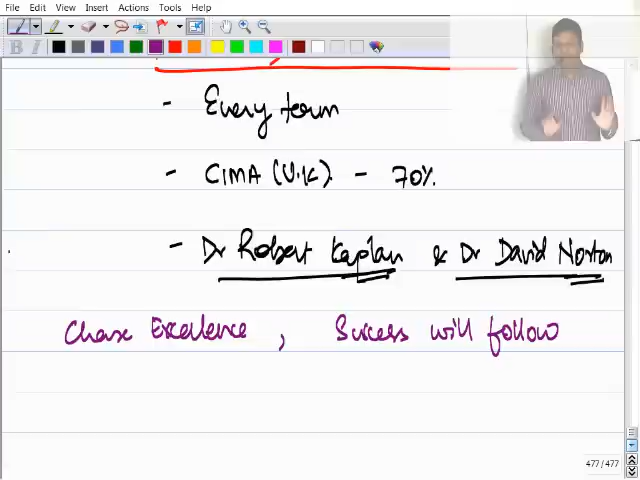 File Edit View Insert Actions Tools Help
- Every term
- CIMA (U.K). - 70%.
- Dr Robert Kaplan & Dr David Norton
Chase Excellence, Success will follow
477/477